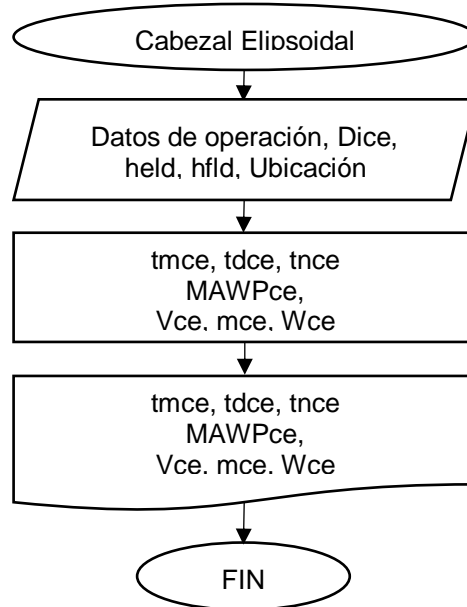 Cabezal Elipsoidal
Datos de operación, Dice,
held, hfld, Ubicación
tmce, tdce, tnce
MAWPce,
Vce, mce, Wce
tmce, tdce, tnce
MAWPce,
Vce, mce, Wce
FIN